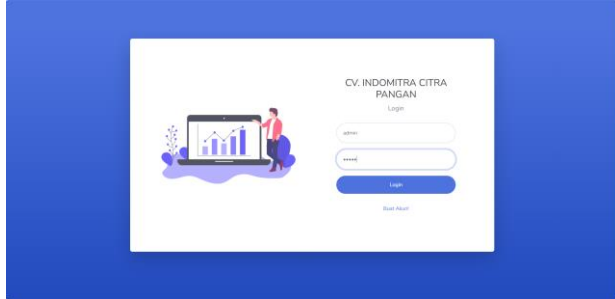 CV. INDOMITRA CITRA
PANGAN
Login
admin
•••••
Login
Buat Akun!